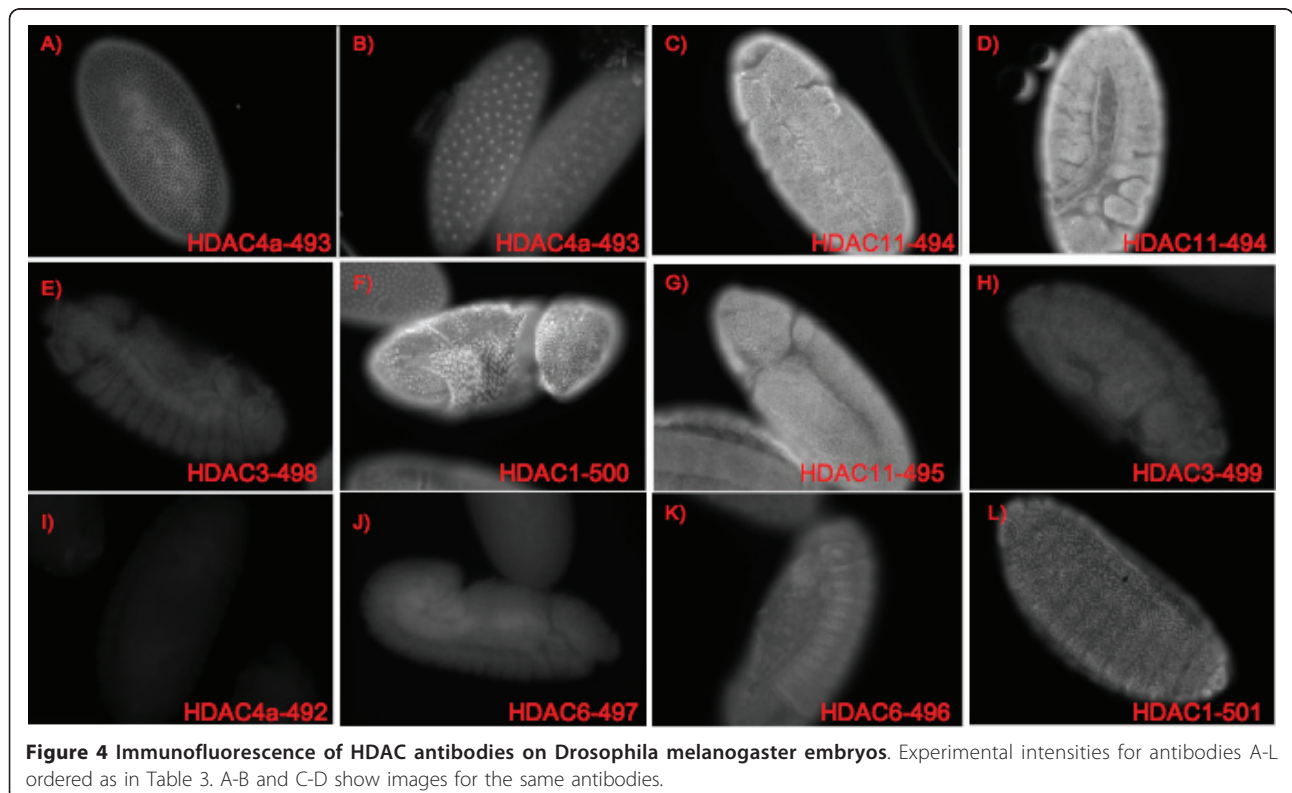 A)
HDAC4a-493
B)
HDAC4a-493
C)
HDAC11-494
D)
HDAC11-494
E)
HDAC3-498
F)
HDAC1-500
G)
HDAC11-495
H)
HDAC3-499
I)
HDAC4a-492
J)
HDAC6-497
K)
HDAC6-496
L)
HDAC1-501
Figure 4 Immunofluorescence of HDAC antibodies on Drosophila melanogaster embryos. Experimental intensities for antibodies A-L
ordered as in Table 3. A-B and C-D show images for the same antibodies.